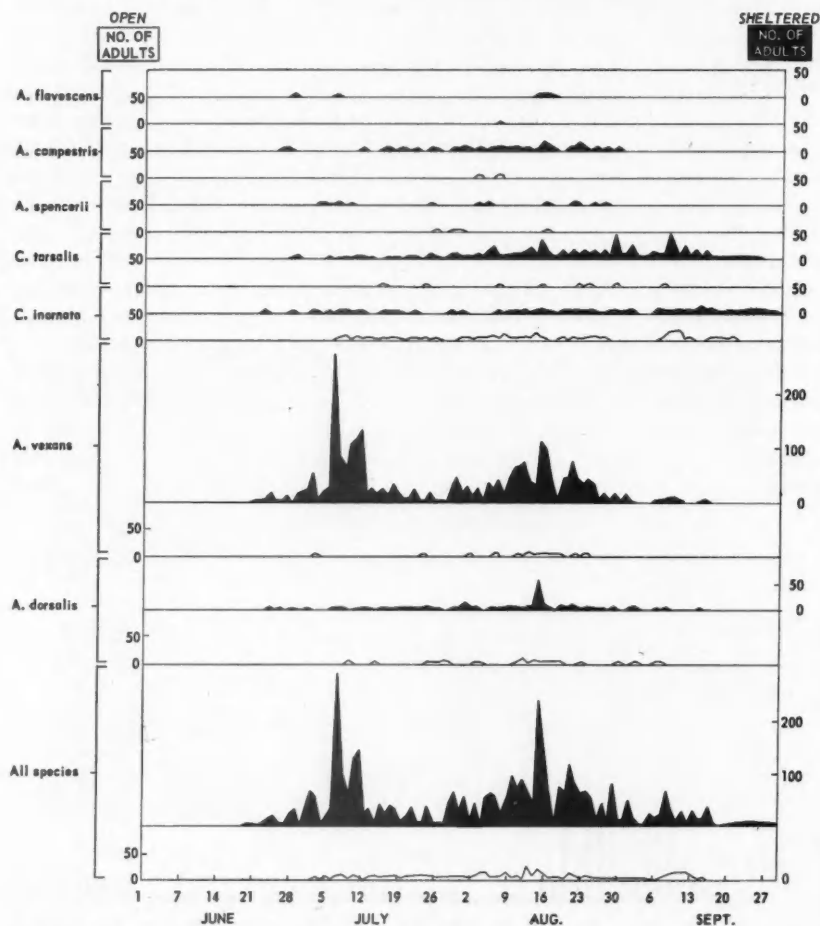 OPEN
NO. OF
ADULTS
SHELTERED
NO. OF
ADULTS
A. flavescens
50
0
50
0
A. campestris
50
0
50
0
A. spencerii
50
0
50
0
C. tarsalis
50
0
50
0
C. inornata
50
0
50
0
A. vexans
50
0
200
100
0
A. dorsalis
50
0
50
0
All species
50
0
200
100
0
1 7 14 21 28 5 12 19 26 2 9 16 23 30 6 13 20 27
JUNE JULY AUG. SEPT.